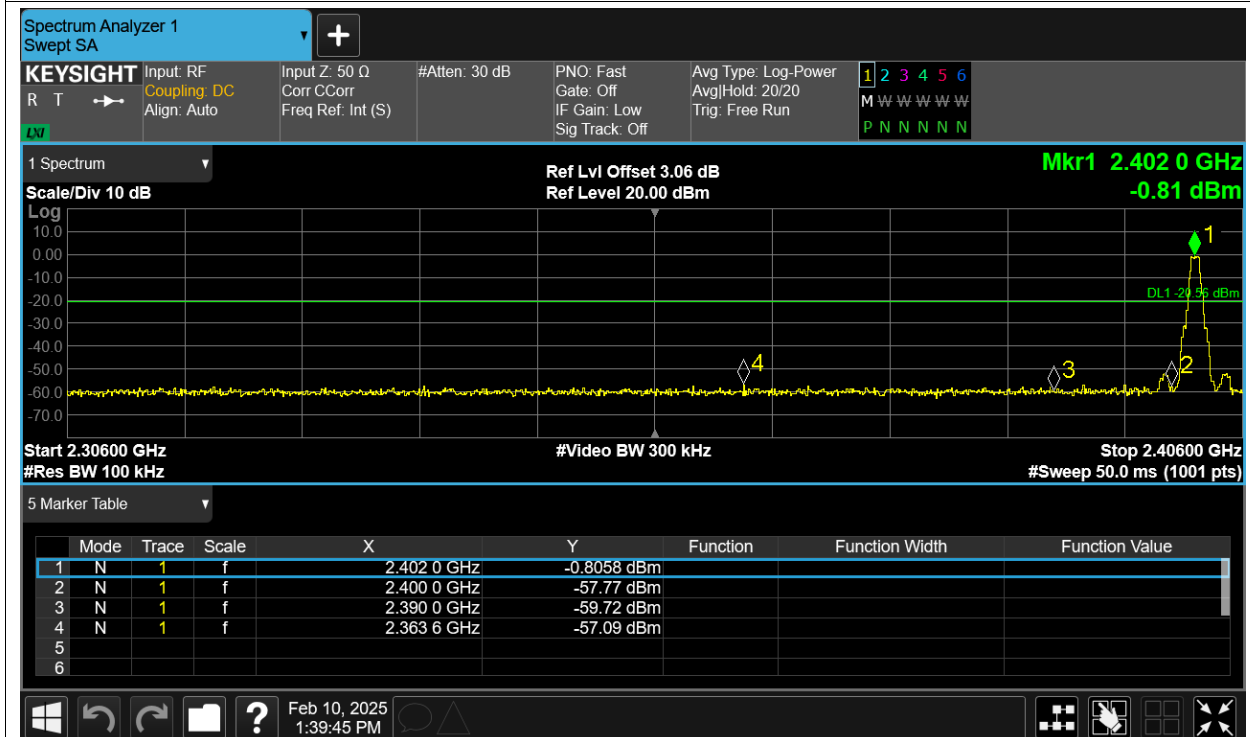 Spectrum Analyzer 1
Swept SA
+
KEYSIGHT
R T
LXI
Input: RF
Coupling: DC
Align: Auto
Input Z: 50 Ω
Corr CCorr
Freq Ref: Int (S)
#Atten: 30 dB
PNO: Fast
Gate: Off
IF Gain: Low
Sig Track: Off
Avg Type: Log-Power
Avg|Hold: 20/20
Trig: Free Run
1 2 3 4 5 6
M W W W W W
P N N N N N
1 Spectrum
Scale/Div 10 dB
Ref Lvl Offset 3.06 dB
Ref Level 20.00 dBm
Mkr1 2.402 0 GHz
-0.81 dBm
Log
10.0
0.00
-10.0
-20.0
-30.0
-40.0
-50.0
-60.0
-70.0
1
DL1 -20.56 dBm
4
3
2
Start 2.30600 GHz
#Video BW 300 kHz
Stop 2.40600 GHz
#Res BW 100 kHz
#Sweep 50.0 ms (1001 pts)
5 Marker Table
Mode Trace Scale X Y Function Function Width Function Value
1 N 1 f 2.402 0 GHz -0.8058 dBm
2 N 1 f 2.400 0 GHz -57.77 dBm
3 N 1 f 2.390 0 GHz -59.72 dBm
4 N 1 f 2.363 6 GHz -57.09 dBm
5
6
?
Feb 10, 2025
1:39:45 PM